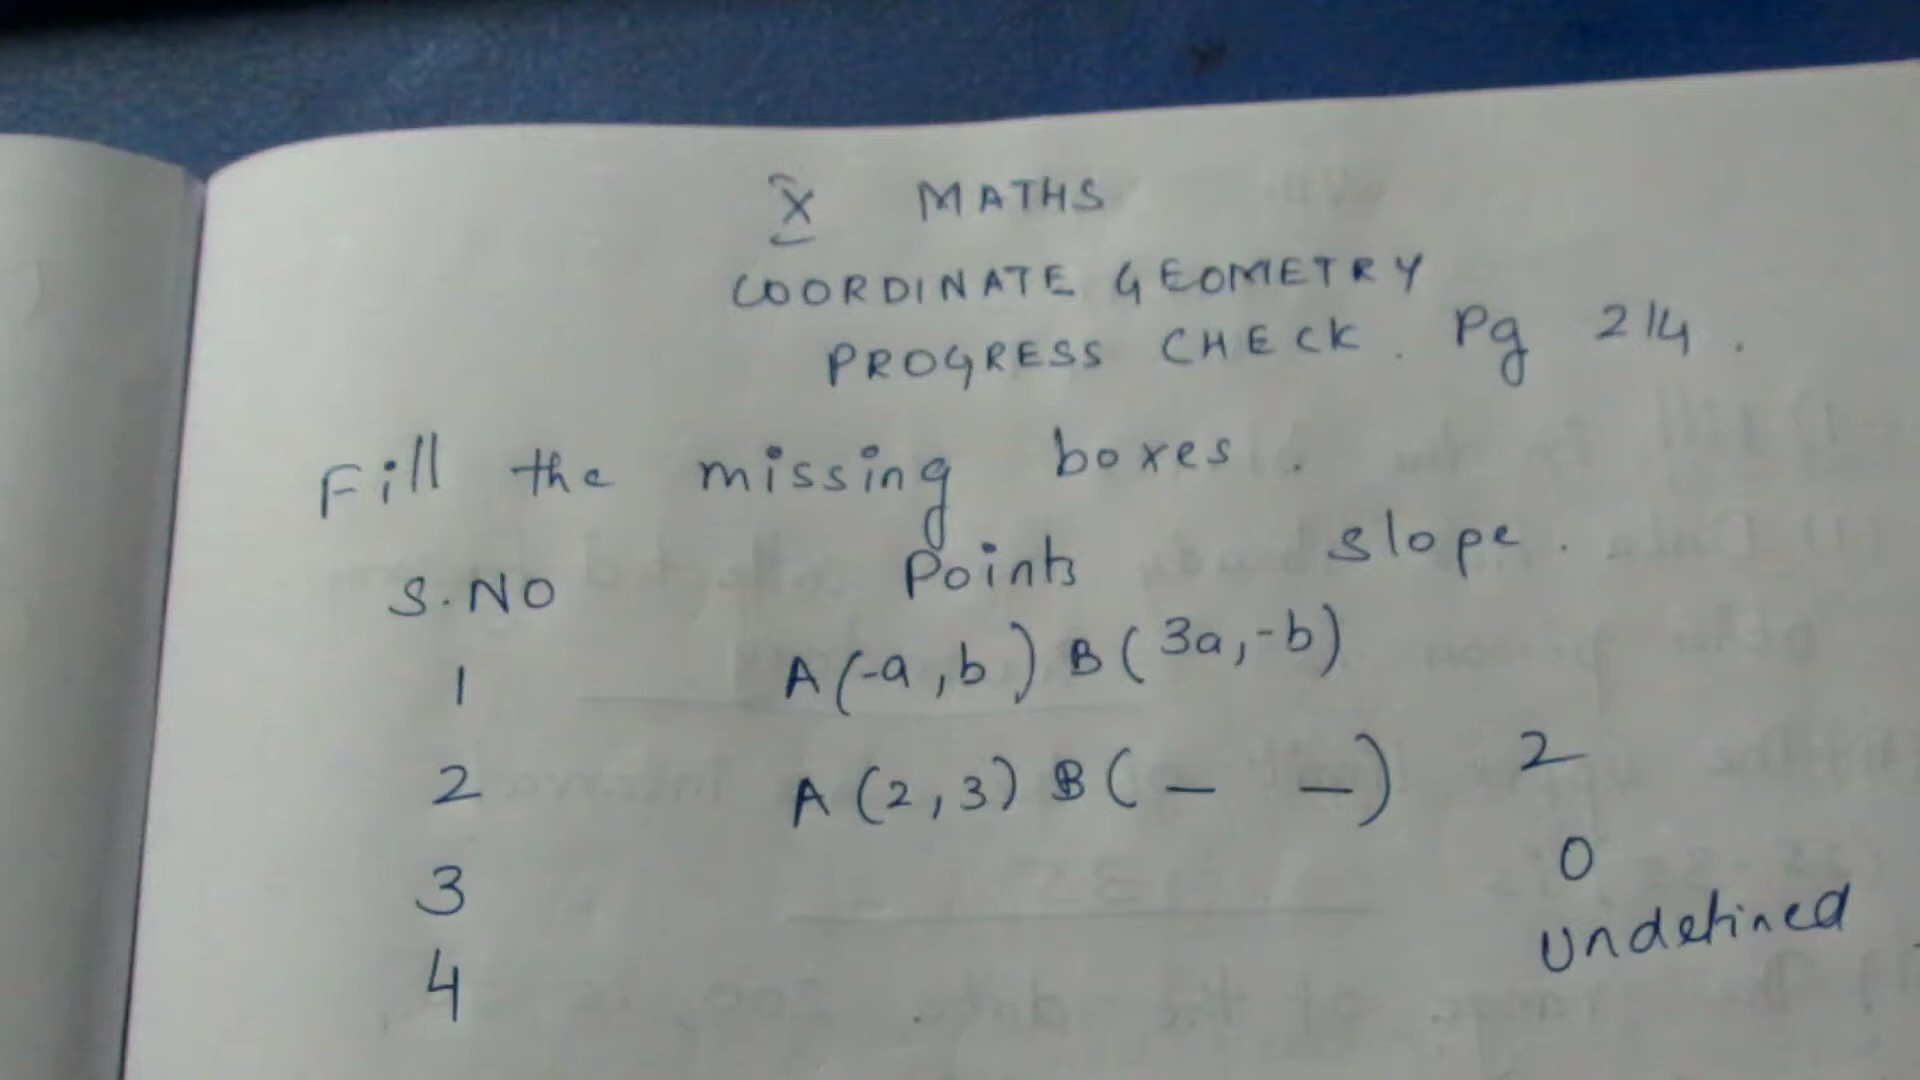 X MATHS
COORDINATE GEOMETRY
PROGRESS CHECK. Pg 214.
Fill the missing boxes.
S.NO Points slope.
1 A(-a,b) B(3a,-b)
2 A(2,3) B(— —) 2
3 0
4 undefined